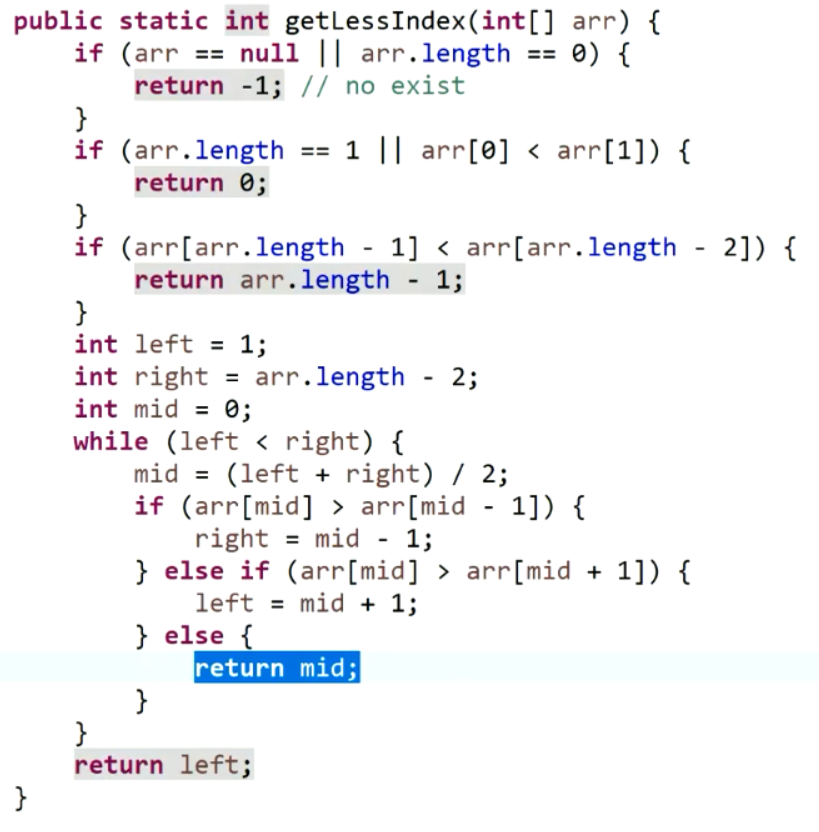 public static int getLessIndex(int[] arr) {
    if (arr == null || arr.length == 0) {
        return -1; // no exist
    }
    if (arr.length == 1 || arr[0] < arr[1]) {
        return 0;
    }
    if (arr[arr.length - 1] < arr[arr.length - 2]) {
        return arr.length - 1;
    }
    int left = 1;
    int right = arr.length - 2;
    int mid = 0;
    while (left < right) {
        mid = (left + right) / 2;
        if (arr[mid] > arr[mid - 1]) {
            right = mid - 1;
        } else if (arr[mid] > arr[mid + 1]) {
            left = mid + 1;
        } else {
            return mid;
        }
    }
    return left;
}